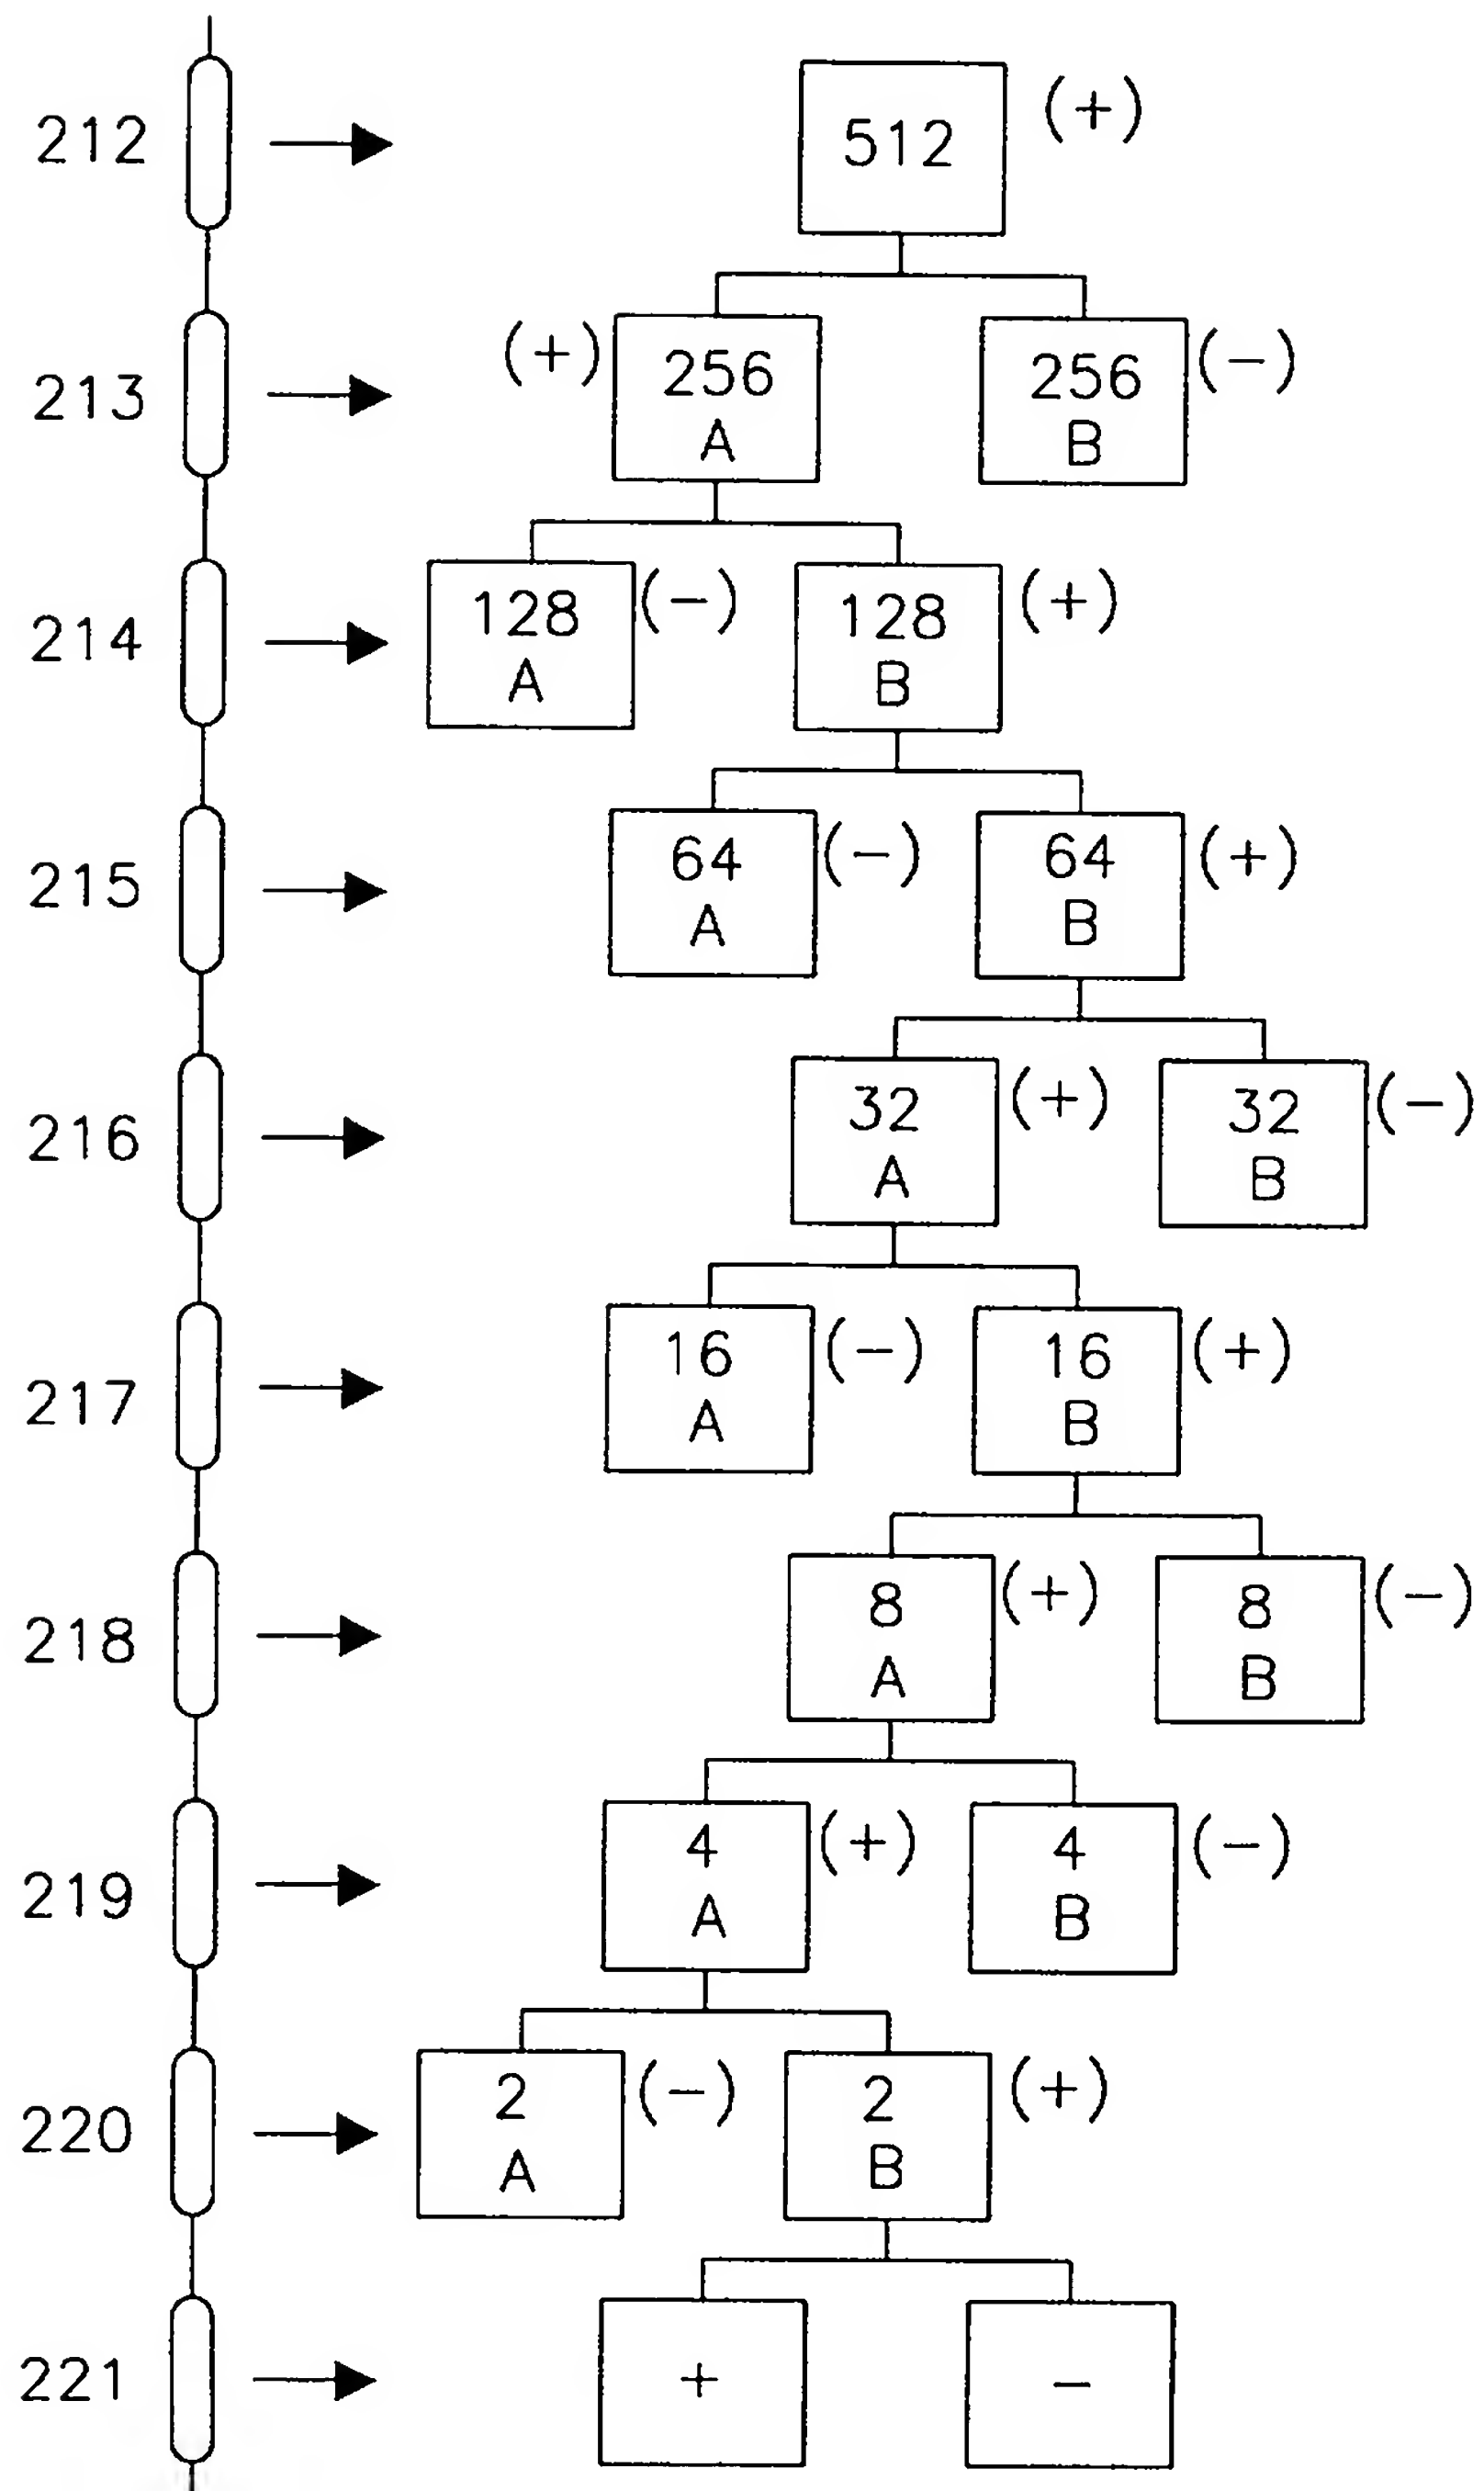 212 512 (+)
(+) 256 256 (-)
213 A B
214 128 (-) 128 (+)
A B
215 64 (-) 64 (+)
A B
216 32 (+) 32 (-)
A B
217 16 (-) 16 (+)
A B
218 8 (+) 8 (-)
A B
219 4 (+) 4 (-)
A B
220 2 (-) 2 (+)
A B
221 + -